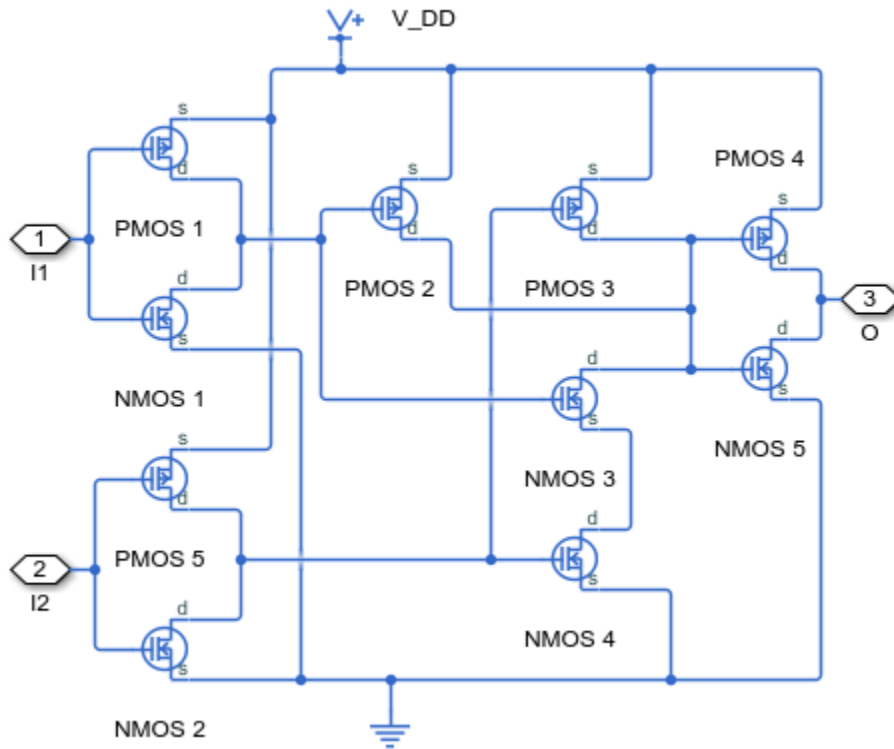 V+ V_DD
s
PMOS 4
s
d
s
s
s
1
I1
PMOS 1
d
d
d
PMOS 2
PMOS 3
d
d
3
O
s
d
d
NMOS 1
s
s
s
NMOS 5
d
NMOS 3
2
I2
PMOS 5
d
d
s
NMOS 4
s
NMOS 2